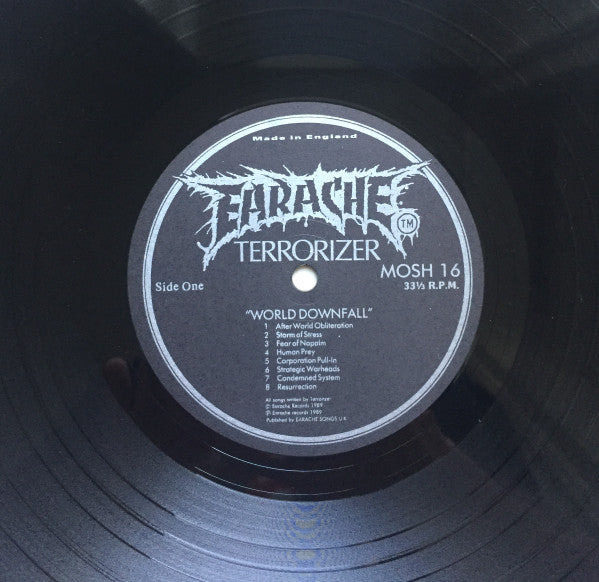 Made in England
EARACHE
TM
TERRORIZER
MOSH 16
Side One
33⅓ R.P.M.
"WORLD DOWNFALL"
1 After World Obliteration
2 Storm of Stress
3 Fear of Napalm
4 Human Prey
5 Corporation Pull-In
6 Strategic Warheads
7 Condemned System
8 Resurrection
All songs written by Terrorizer
© Earache Records 1989
℗ Earache records 1989
Published by EARACHE SONGS U.K.